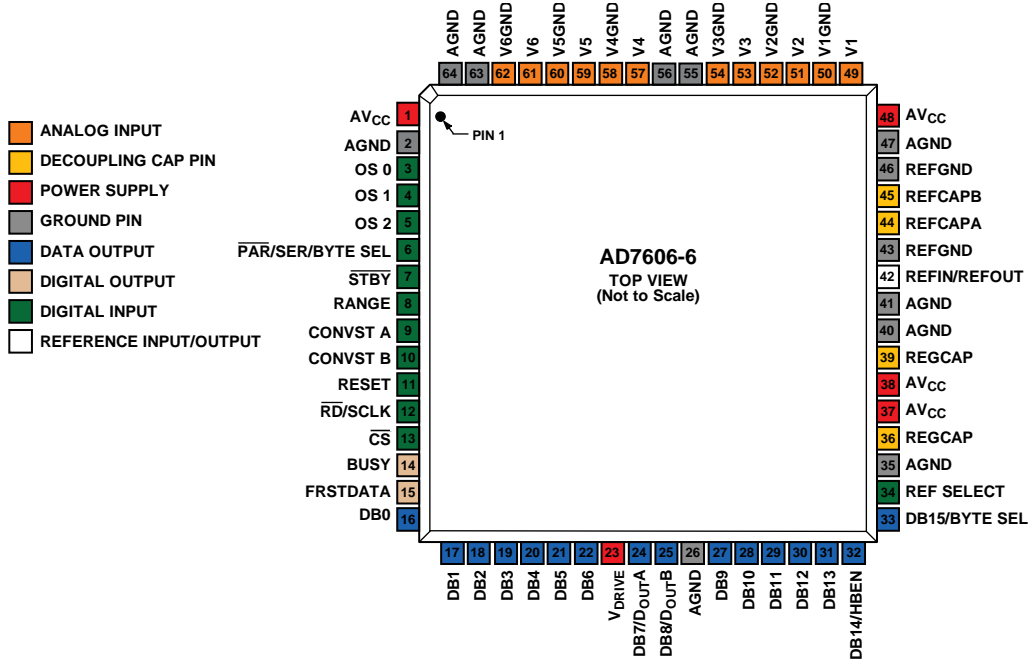 AGND
AGND
V6GND
V6
V5GND
V5
V4GND
V4
AGND
AGND
V3GND
V3
V2GND
V2
V1GND
V1
64 63 62 61 60 59 58 57 56 55 54 53 52 51 50 49
ANALOG INPUT
DECOUPLING CAP PIN
POWER SUPPLY
GROUND PIN
DATA OUTPUT
DIGITAL OUTPUT
DIGITAL INPUT
REFERENCE INPUT/OUTPUT
AVCC 1
AGND 2
OS 0 3
OS 1 4
OS 2 5
P̅A̅R̅/SER/BYTE SEL 6
S̅T̅B̅Y̅ 7
RANGE 8
CONVST A 9
CONVST B 10
RESET 11
R̅D̅/SCLK 12
C̅S̅ 13
BUSY 14
FRSTDATA 15
DB0 16
PIN 1
AD7606-6
TOP VIEW
(Not to Scale)
48 AVCC
47 AGND
46 REFGND
45 REFCAPB
44 REFCAPA
43 REFGND
42 REFIN/REFOUT
41 AGND
40 AGND
39 REGCAP
38 AVCC
37 AVCC
36 REGCAP
35 AGND
34 REF SELECT
33 DB15/BYTE SEL
17 18 19 20 21 22 23 24 25 26 27 28 29 30 31 32
DB1
DB2
DB3
DB4
DB5
DB6
VDRIVE
DB7/DOUTA
DB8/DOUTB
AGND
DB9
DB10
DB11
DB12
DB13
DB14/HBEN